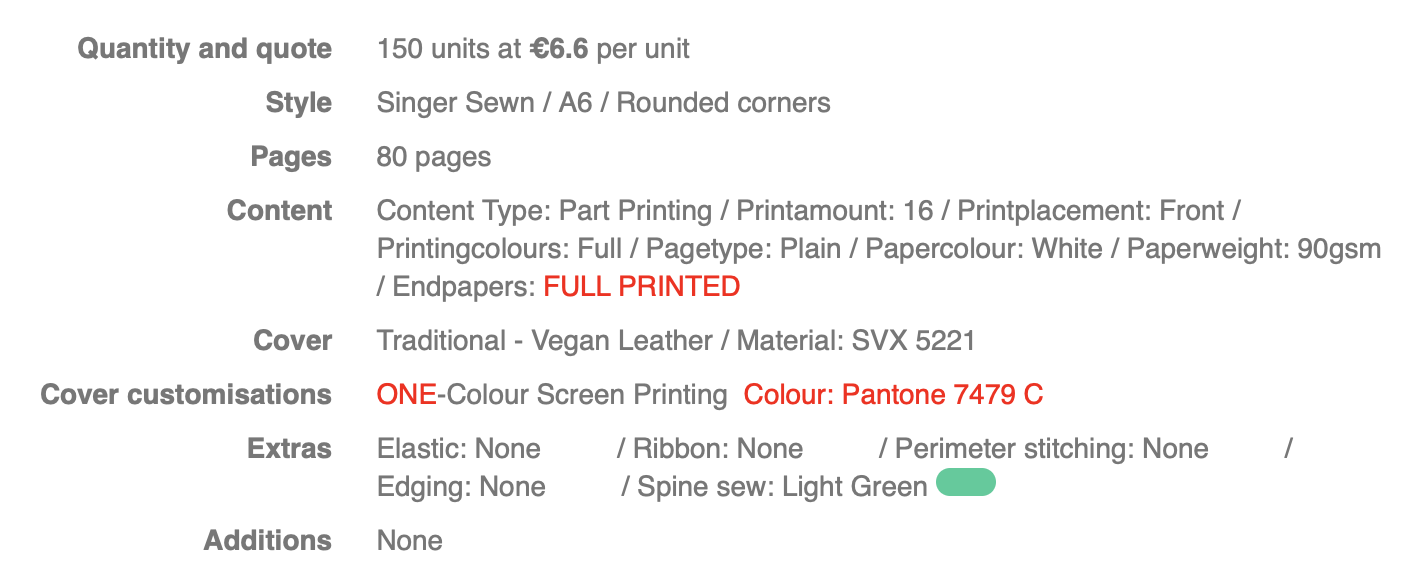 Quantity and quote 150 units at €6.6 per unit
Style Singer Sewn / A6 / Rounded corners
Pages 80 pages
Content Content Type: Part Printing / Printamount: 16 / Printplacement: Front /
Printingcolours: Full / Pagetype: Plain / Papercolour: White / Paperweight: 90gsm
/ Endpapers: FULL PRINTED
Cover Traditional - Vegan Leather / Material: SVX 5221
Cover customisations ONE-Colour Screen Printing Colour: Pantone 7479 C
Extras Elastic: None / Ribbon: None / Perimeter stitching: None /
Edging: None / Spine sew: Light Green
Additions None